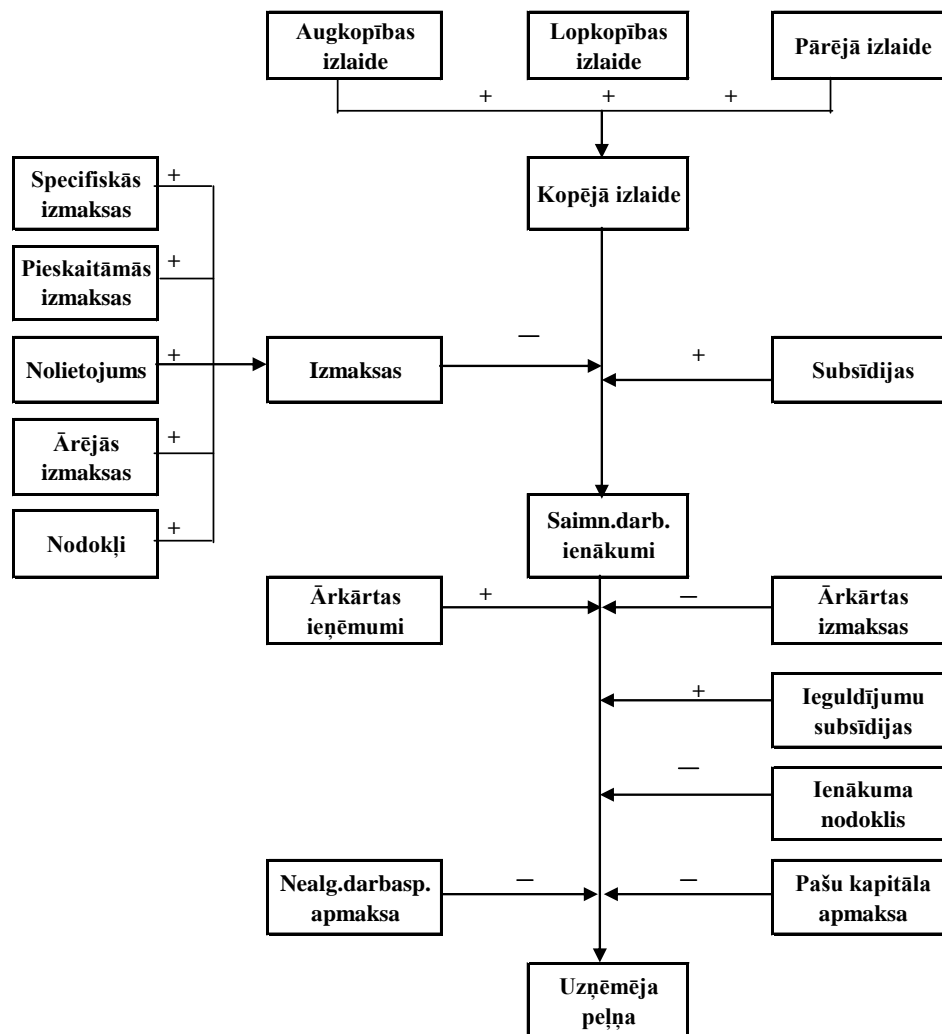 Augkopības
izlaide
Lopkopības
izlaide
Pārējā izlaide
+
+
+
Specifiskās
izmaksas
+
Kopējā izlaide
Pieskaitāmās
izmaksas
+
Nolietojums
+
Izmaksas
—
+
Subsīdijas
Ārējās
izmaksas
+
Nodokļi
+
Saimn.darb.
ienākumi
Ārkārtas
ieņēmumi
+
—
Ārkārtas
izmaksas
+
Ieguldījumu
subsīdijas
—
Ienākuma
nodoklis
Nealg.darbasp.
apmaksa
—
—
Pašu kapitāla
apmaksa
Uzņēmēja
peļņa